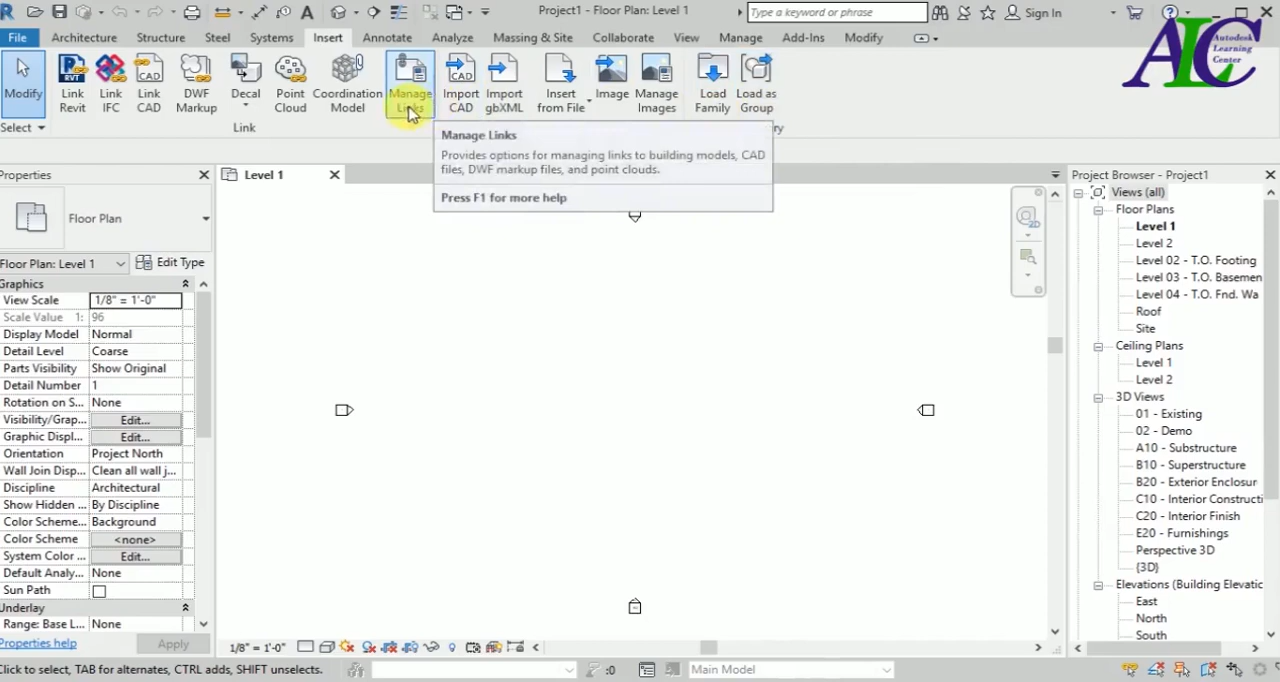 Project1 - Floor Plan: Level 1
Type a keyword or phrase
Sign In
File
Architecture
Structure
Steel
Systems
Insert
Annotate
Analyze
Massing & Site
Collaborate
View
Manage
Add-Ins
Modify
ALC
Autodesk
Learning
Center
Modify
Link
Revit
Link
IFC
Link
CAD
DWF
Markup
Decal
Point
Cloud
Coordination
Model
Manage
Links
Import
CAD
Import
gbXML
Insert
from File
Image
Manage
Images
Load
Family
Load as
Group
Select
Link
Manage Links
Provides options for managing links to building models, CAD
files, DWF markup files, and point clouds.
Press F1 for more help
Properties
Level 1
Project Browser - Project1
Floor Plan
Floor Plan: Level 1
Edit Type
Graphics
View Scale 1/8" = 1'-0"
Scale Value 1: 96
Display Model Normal
Detail Level Coarse
Parts Visibility Show Original
Detail Number 1
Rotation on S... None
Visibility/Grap... Edit...
Graphic Displ... Edit...
Orientation Project North
Wall Join Disp... Clean all wall j...
Discipline Architectural
Show Hidden ... By Discipline
Color Scheme... Background
Color Scheme <none>
System Color ... Edit...
Default Analy... None
Sun Path
Underlay
Range: Base L... None
Properties help
Apply
Views (all)
Floor Plans
Level 1
Level 2
Level 02 - T.O. Footing
Level 03 - T.O. Basemen
Level 04 - T.O. Fnd. Wa
Roof
Site
Ceiling Plans
Level 1
Level 2
3D Views
01 - Existing
02 - Demo
A10 - Substructure
B10 - Superstructure
B20 - Exterior Enclosur
C10 - Interior Constructi
C20 - Interior Finish
E20 - Furnishings
Perspective 3D
{3D}
Elevations (Building Elevatic
East
North
South
1/8" = 1'-0"
Click to select, TAB for alternates, CTRL adds, SHIFT unselects.
:0
Main Model